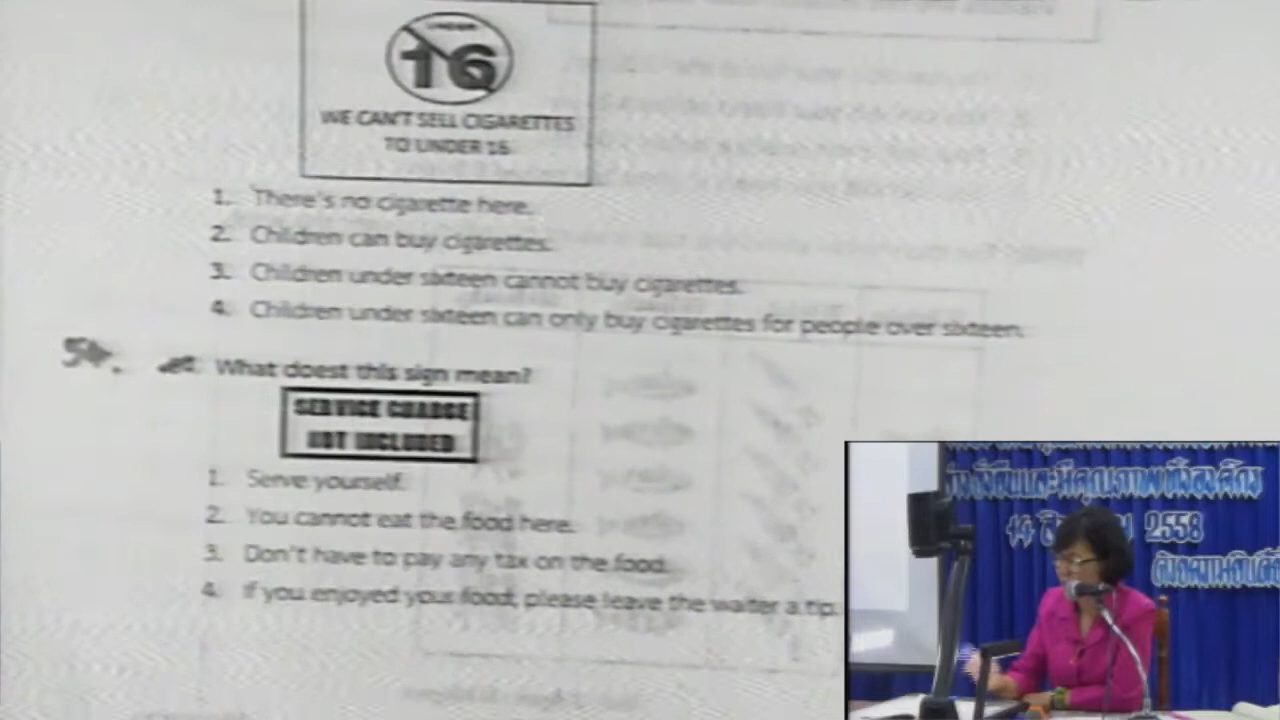 UNDER
16
WE CAN'T SELL CIGARETTES
TO UNDER 16
1. There's no cigarette here.
2. Children can buy cigarettes.
3. Children under sixteen cannot buy cigarettes.
4. Children under sixteen can only buy cigarettes for people over sixteen.
54. What doest this sign mean?
SERVICE CHARGE
NOT INCLUDED
1. Serve yourself.
2. You cannot eat the food here.
3. Don't have to pay any tax on the food.
4. If you enjoyed your food, please leave the waiter a tip.
2558